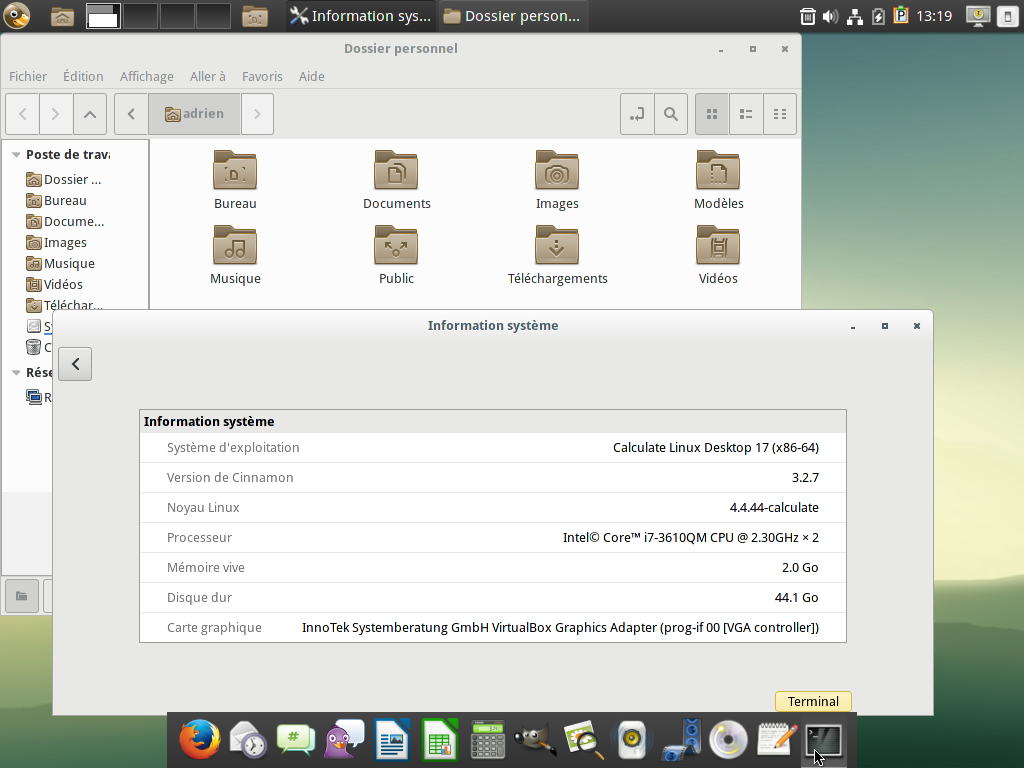 Information sys...
Dossier person...
13:19
Dossier personnel
Fichier Édition Affichage Aller à Favoris Aide
adrien
Poste de trava
Dossier ...
Bureau
Docume...
Images
Musique
Vidéos
Téléchar...
Sy
C
Rése
R
Bureau Documents Images Modèles
Musique Public Téléchargements Vidéos
Information système
Information système
Système d'exploitation Calculate Linux Desktop 17 (x86-64)
Version de Cinnamon 3.2.7
Noyau Linux 4.4.44-calculate
Processeur Intel© Core™ i7-3610QM CPU @ 2.30GHz × 2
Mémoire vive 2.0 Go
Disque dur 44.1 Go
Carte graphique InnoTek Systemberatung GmbH VirtualBox Graphics Adapter (prog-if 00 [VGA controller])
Terminal